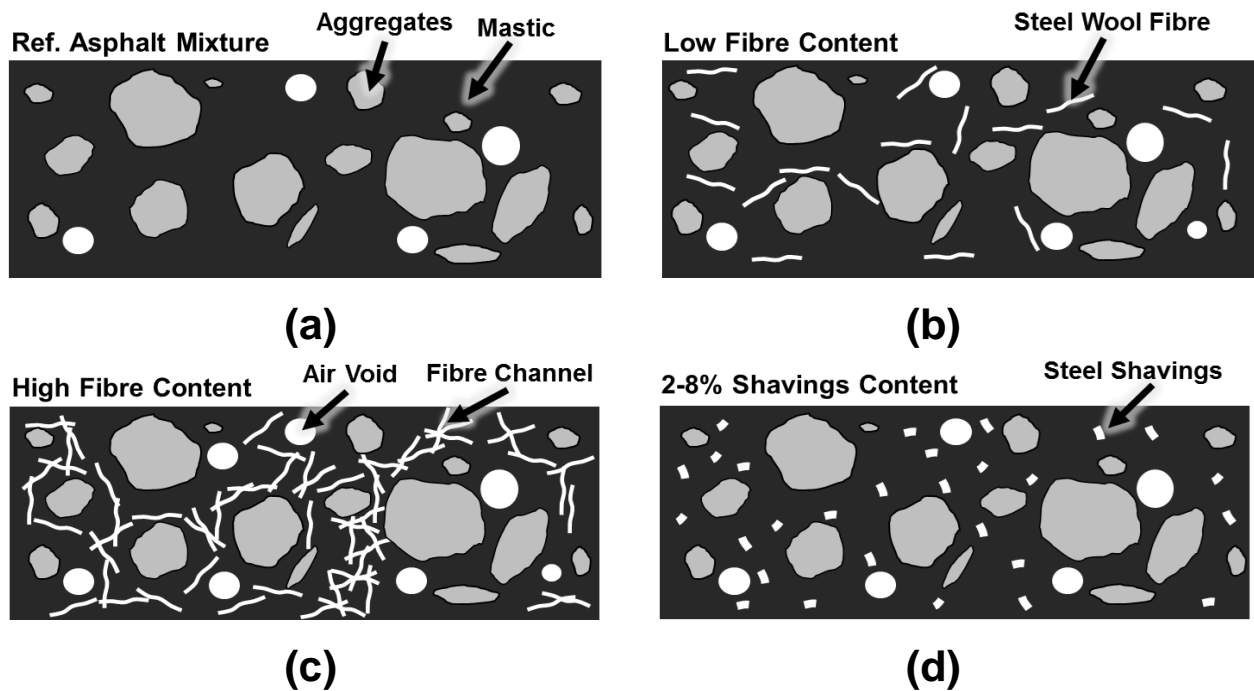 Ref. Asphalt Mixture
Aggregates
Mastic
(a)
Low Fibre Content
Steel Wool Fibre
(b)
High Fibre Content
Air Void
Fibre Channel
(c)
2-8% Shavings Content
Steel Shavings
(d)